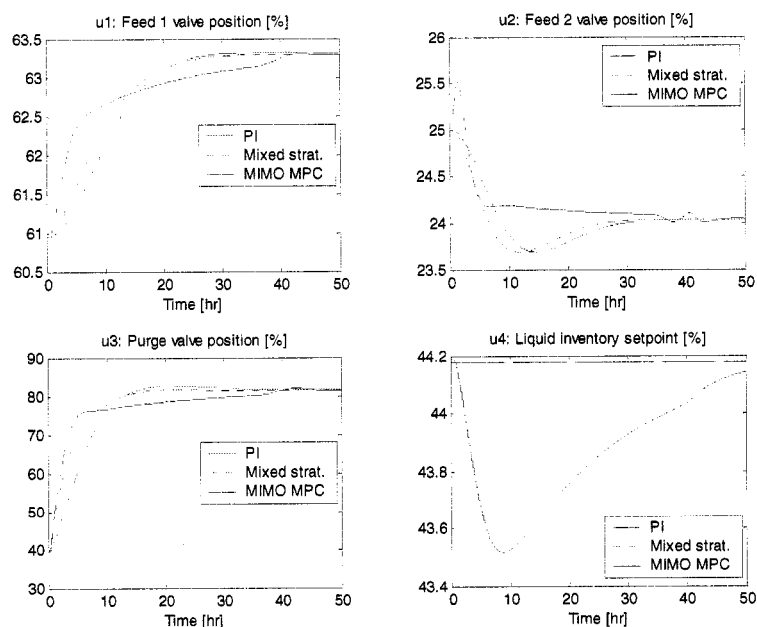 u1: Feed 1 valve position [%]
63.5
63
62.5
62
61.5
61
60.5
0
10
20
30
40
50
Time [hr]
PI
Mixed strat.
MIMO MPC
u2: Feed 2 valve position [%]
26
25.5
25
24.5
24
23.5
0
10
20
30
40
50
Time [hr]
PI
Mixed strat.
MIMO MPC
u3: Purge valve position [%]
90
80
70
60
50
40
30
0
10
20
30
40
50
Time [hr]
PI
Mixed strat.
MIMO MPC
u4: Liquid inventory setpoint [%]
44.2
44
43.8
43.6
43.4
0
10
20
30
40
50
Time [hr]
PI
Mixed strat.
MIMO MPC